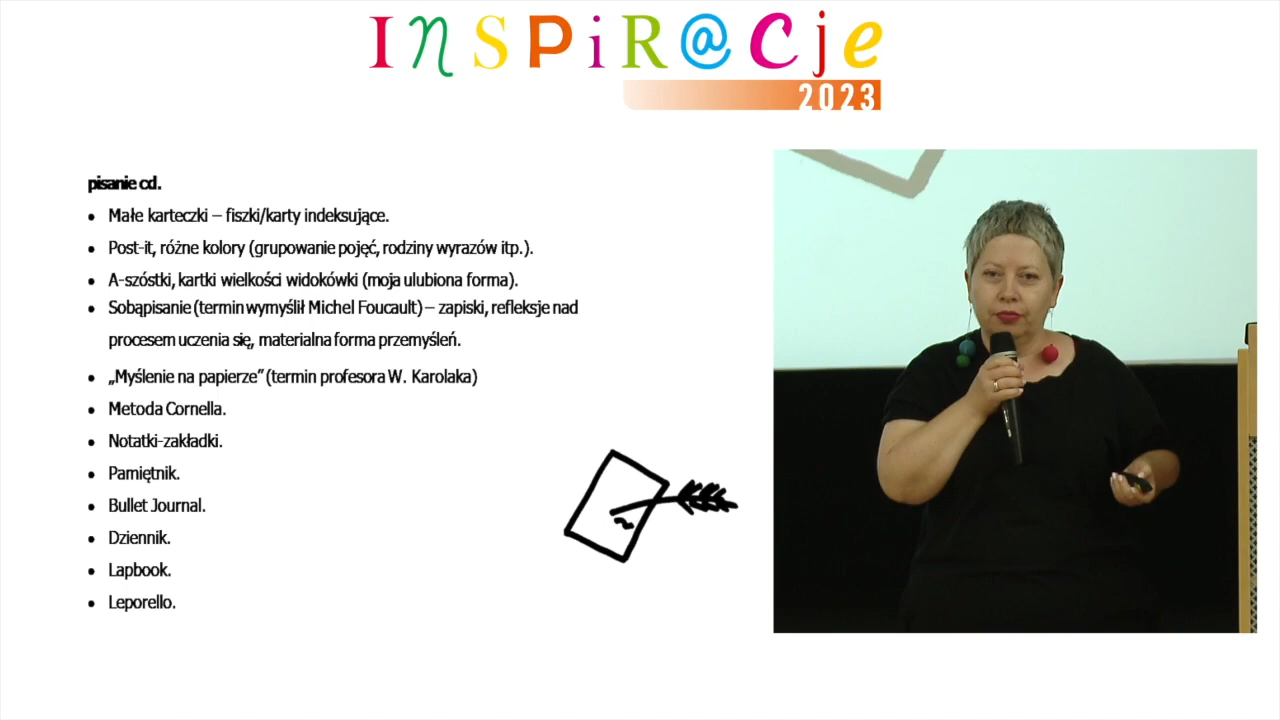 INSPiR@Cje
2023
pisanie cd.
• Małe karteczki – fiszki/karty indeksujące.
• Post-it, różne kolory (grupowanie pojęć, rodziny wyrazów itp.).
• A-szóstki, kartki wielkości widokówki (moja ulubiona forma).
• Sobąpisanie (termin wymyślił Michel Foucault) – zapiski, refleksje nad
procesem uczenia się, materialna forma przemyśleń.
• „Myślenie na papierze” (termin profesora W. Karolaka)
• Metoda Cornella.
• Notatki-zakładki.
• Pamiętnik.
• Bullet Journal.
• Dziennik.
• Lapbook.
• Leporello.